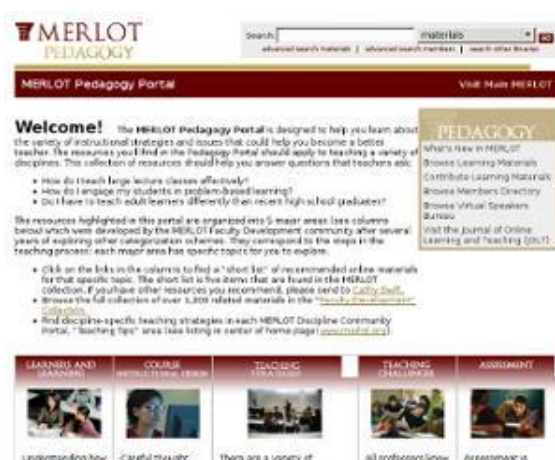 MERLOT
PEDAGOGY
Search:
materials
GO
advanced search materials | advanced search members | search other libraries
MERLOT Pedagogy Portal
Visit Main MERLOT
Welcome! The MERLOT Pedagogy Portal is designed to help you learn about
the variety of instructional strategies and issues that could help you become a better
teacher. The resources you'll find in the Pedagogy Portal should apply to teaching a variety of
disciplines. This collection of resources should help you answer questions that teachers ask:
• How do I teach large lecture classes effectively?
• How do I engage my students in problem-based learning?
• Do I have to teach adult learners differently than recent high school graduates?
The resources highlighted in this portal are organized into 5 major areas (see columns
below) which were developed by the MERLOT Faculty Development community after several
years of exploring other categorization schemes. They correspond to the steps in the
teaching process; each major area has specific topics for you to explore.
• Click on the links in the columns to find a "short list" of recommended online materials
for that specific topic. The short list is five items that are found in the MERLOT
collection. If you have other resources you recommend, please send to Cathy Swift.
• Browse the full collection of over 1,300 related materials in the "Faculty Development"
Collection.
• Find discipline-specific teaching strategies in each MERLOT Discipline Community
Portal, "Teaching Tips" area (see listing in center of home page:
PEDAGOGY
What's New in MERLOT
Browse Learning Materials
Contribute Learning Materials
Browse Members Directory
Browse Virtual Speakers
Bureau
Visit the Journal of Online
Learning and Teaching (JOLT)
LEARNERS AND
LEARNING
COURSE
INSTRUCTIONAL DESIGN
TEACHING
STRATEGIES
TEACHING
CHALLENGES
ASSESSMENT
Understanding how
Careful thought
There are a variety of
All professors know
Assessment is